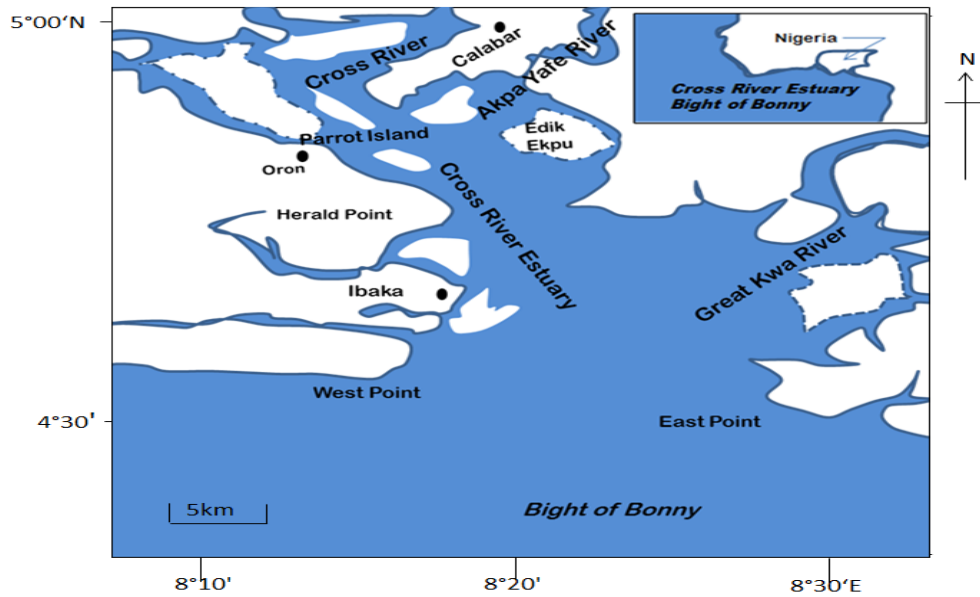 5°00'N
Cross River
Calabar
Akpa Yafe River
Nigeria
Cross River Estuary
Bight of Bonny
N
Parrot Island
Edik
Ekpu
Oron
Cross River Estuary
Herald Point
Great Kwa River
Ibaka
West Point
4°30'
East Point
5km
Bight of Bonny
8°10'
8°20'
8°30'E